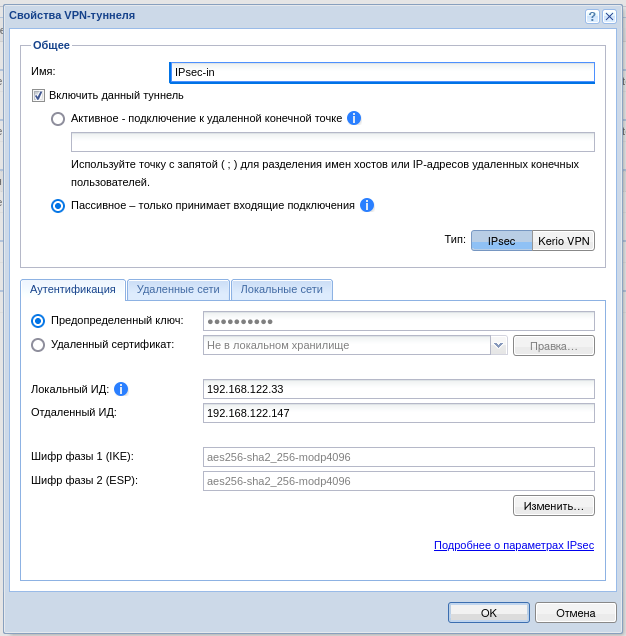 Свойства VPN-туннеля
Общее
Имя:
IPsec-in
Включить данный туннель
Активное - подключение к удаленной конечной точке
Используйте точку с запятой ( ; ) для разделения имен хостов или IP-адресов удаленных конечных
пользователей.
Пассивное – только принимает входящие подключения
Тип: IPsec Kerio VPN
Аутентификация Удаленные сети Локальные сети
Предопределенный ключ: ●●●●●●●●●●
Удаленный сертификат: Не в локальном хранилище Правка...
Локальный ИД: 192.168.122.33
Отдаленный ИД: 192.168.122.147
Шифр фазы 1 (IKE): aes256-sha2_256-modp4096
Шифр фазы 2 (ESP): aes256-sha2_256-modp4096
Изменить...
Подробнее о параметрах IPsec
OK Отмена